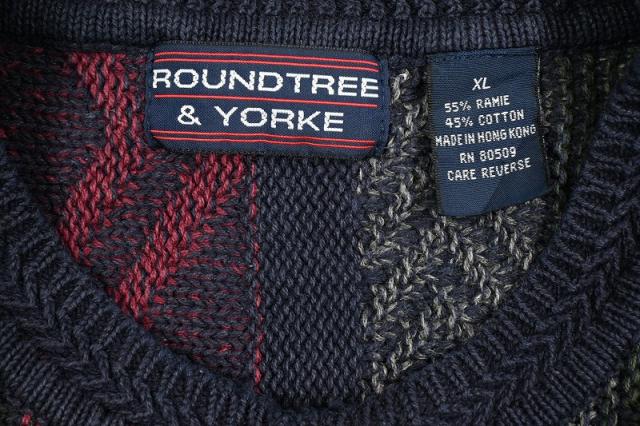 ROUNDTREE
& YORKE
XL
55% RAMIE
45% COTTON
MADE IN HONG KONG
RN 80509
CARE REVERSE